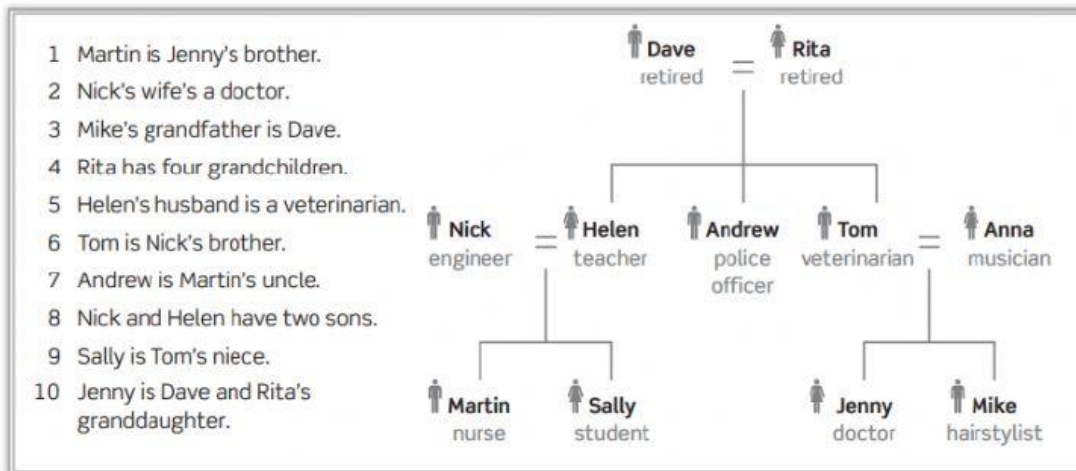 1 Martin is Jenny's brother.
2 Nick's wife's a doctor.
3 Mike's grandfather is Dave.
4 Rita has four grandchildren.
5 Helen's husband is a veterinarian.
6 Tom is Nick's brother.
7 Andrew is Martin's uncle.
8 Nick and Helen have two sons.
9 Sally is Tom's niece.
10 Jenny is Dave and Rita's
granddaughter.
Dave = Rita
retired retired
Nick = Helen Andrew Tom = Anna
engineer teacher police veterinarian musician
officer
Martin Sally Jenny Mike
nurse student doctor hairstylist